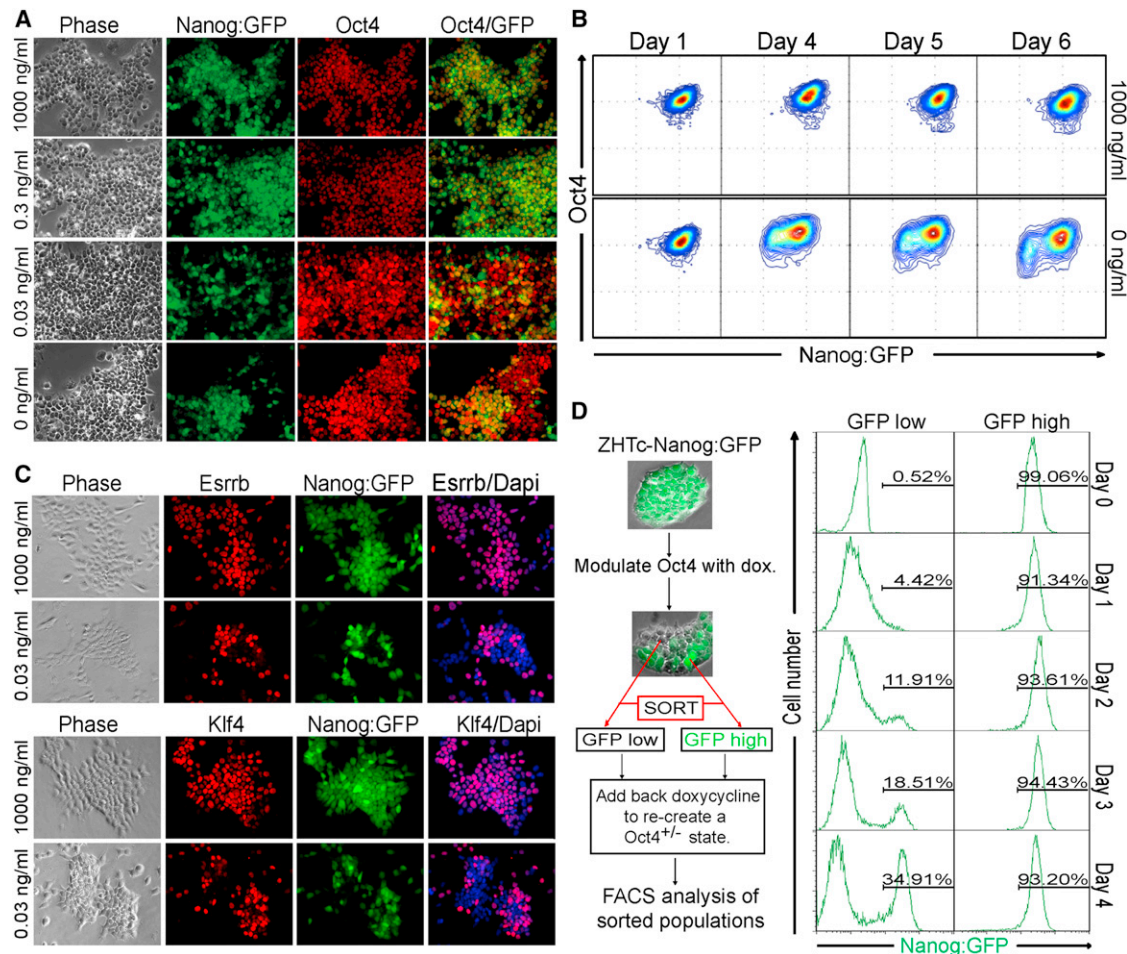 A
Phase Nanog:GFP Oct4 Oct4/GFP
1000 ng/ml
0.3 ng/ml
0.03 ng/ml
0 ng/ml
B
Day 1 Day 4 Day 5 Day 6
Oct4
1000 ng/ml
0 ng/ml
Nanog:GFP
C
Phase Esrrb Nanog:GFP Esrrb/Dapi
1000 ng/ml
0.03 ng/ml
Phase Klf4 Nanog:GFP Klf4/Dapi
1000 ng/ml
0.03 ng/ml
D
ZHTc-Nanog:GFP
Modulate Oct4 with dox.
SORT
GFP low GFP high
Add back doxycycline
to re-create a
Oct4+/- state.
FACS analysis of
sorted populations
GFP low GFP high
Cell number
0.52% 99.06% Day 0
4.42% 91.34% Day 1
11.91% 93.61% Day 2
18.51% 94.43% Day 3
34.91% 93.20% Day 4
Nanog:GFP